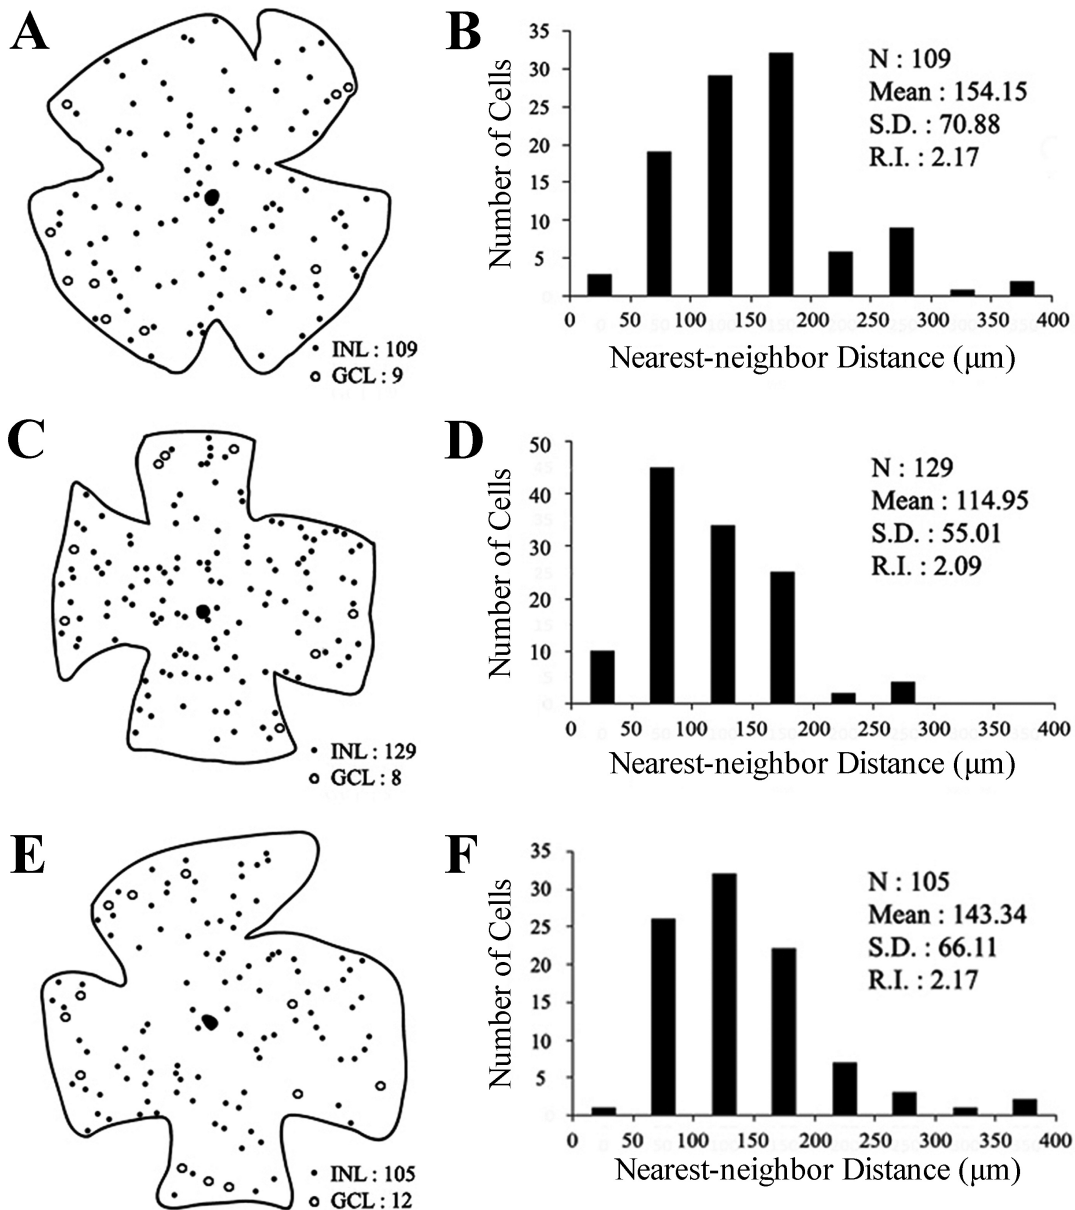 A
INL : 109
GCL : 9
B
35
30
25
20
15
10
5
0 50 100 150 200 250 300 350 400
Number of Cells
Nearest-neighbor Distance (μm)
N : 109
Mean : 154.15
S.D. : 70.88
R.I. : 2.17
C
INL : 129
GCL : 8
D
50
40
30
20
10
0 50 100 150 200 250 300 400
Number of Cells
Nearest-neighbor Distance (μm)
N : 129
Mean : 114.95
S.D. : 55.01
R.I. : 2.09
E
INL : 105
GCL : 12
F
35
30
25
20
15
10
5
0 50 100 150 200 250 300 400
Number of Cells
Nearest-neighbor Distance (μm)
N : 105
Mean : 143.34
S.D. : 66.11
R.I. : 2.17